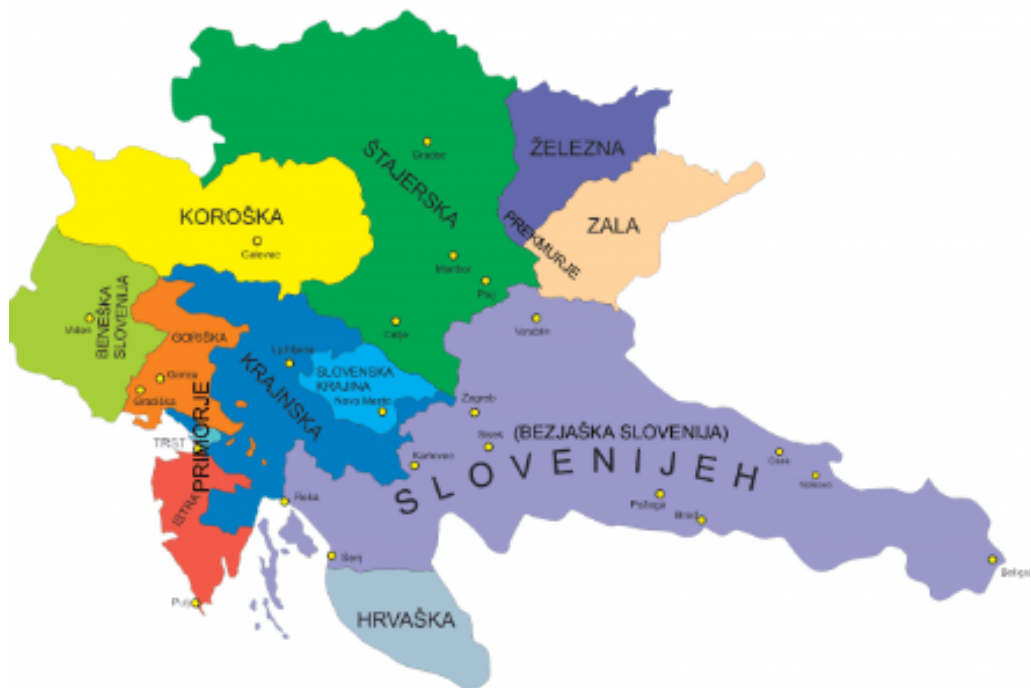 ŽELEZNA
Gradec
ŠTAJERSKA
KOROŠKA
Celovec
ZALA
PREKMURJE
Maribor
Ptuj
BENEŠKA
SLOVENIJA
Videm
GORIŠKA
Celje
Varaždin
Ljubljana
KRAJNSKA
SLOVENSKA
KRAJINA
Novo Mesto
Gorica
Gradiška
PRIMORJE
TRST
Zagreb
Sisek
(BEZJAŠKA SLOVENIJA)
SLOVENIJEH
Karlovec
Osek
Vukovo
Požega
Brod
Reka
ISTRA
Senj
Pulj
HRVAŠKA